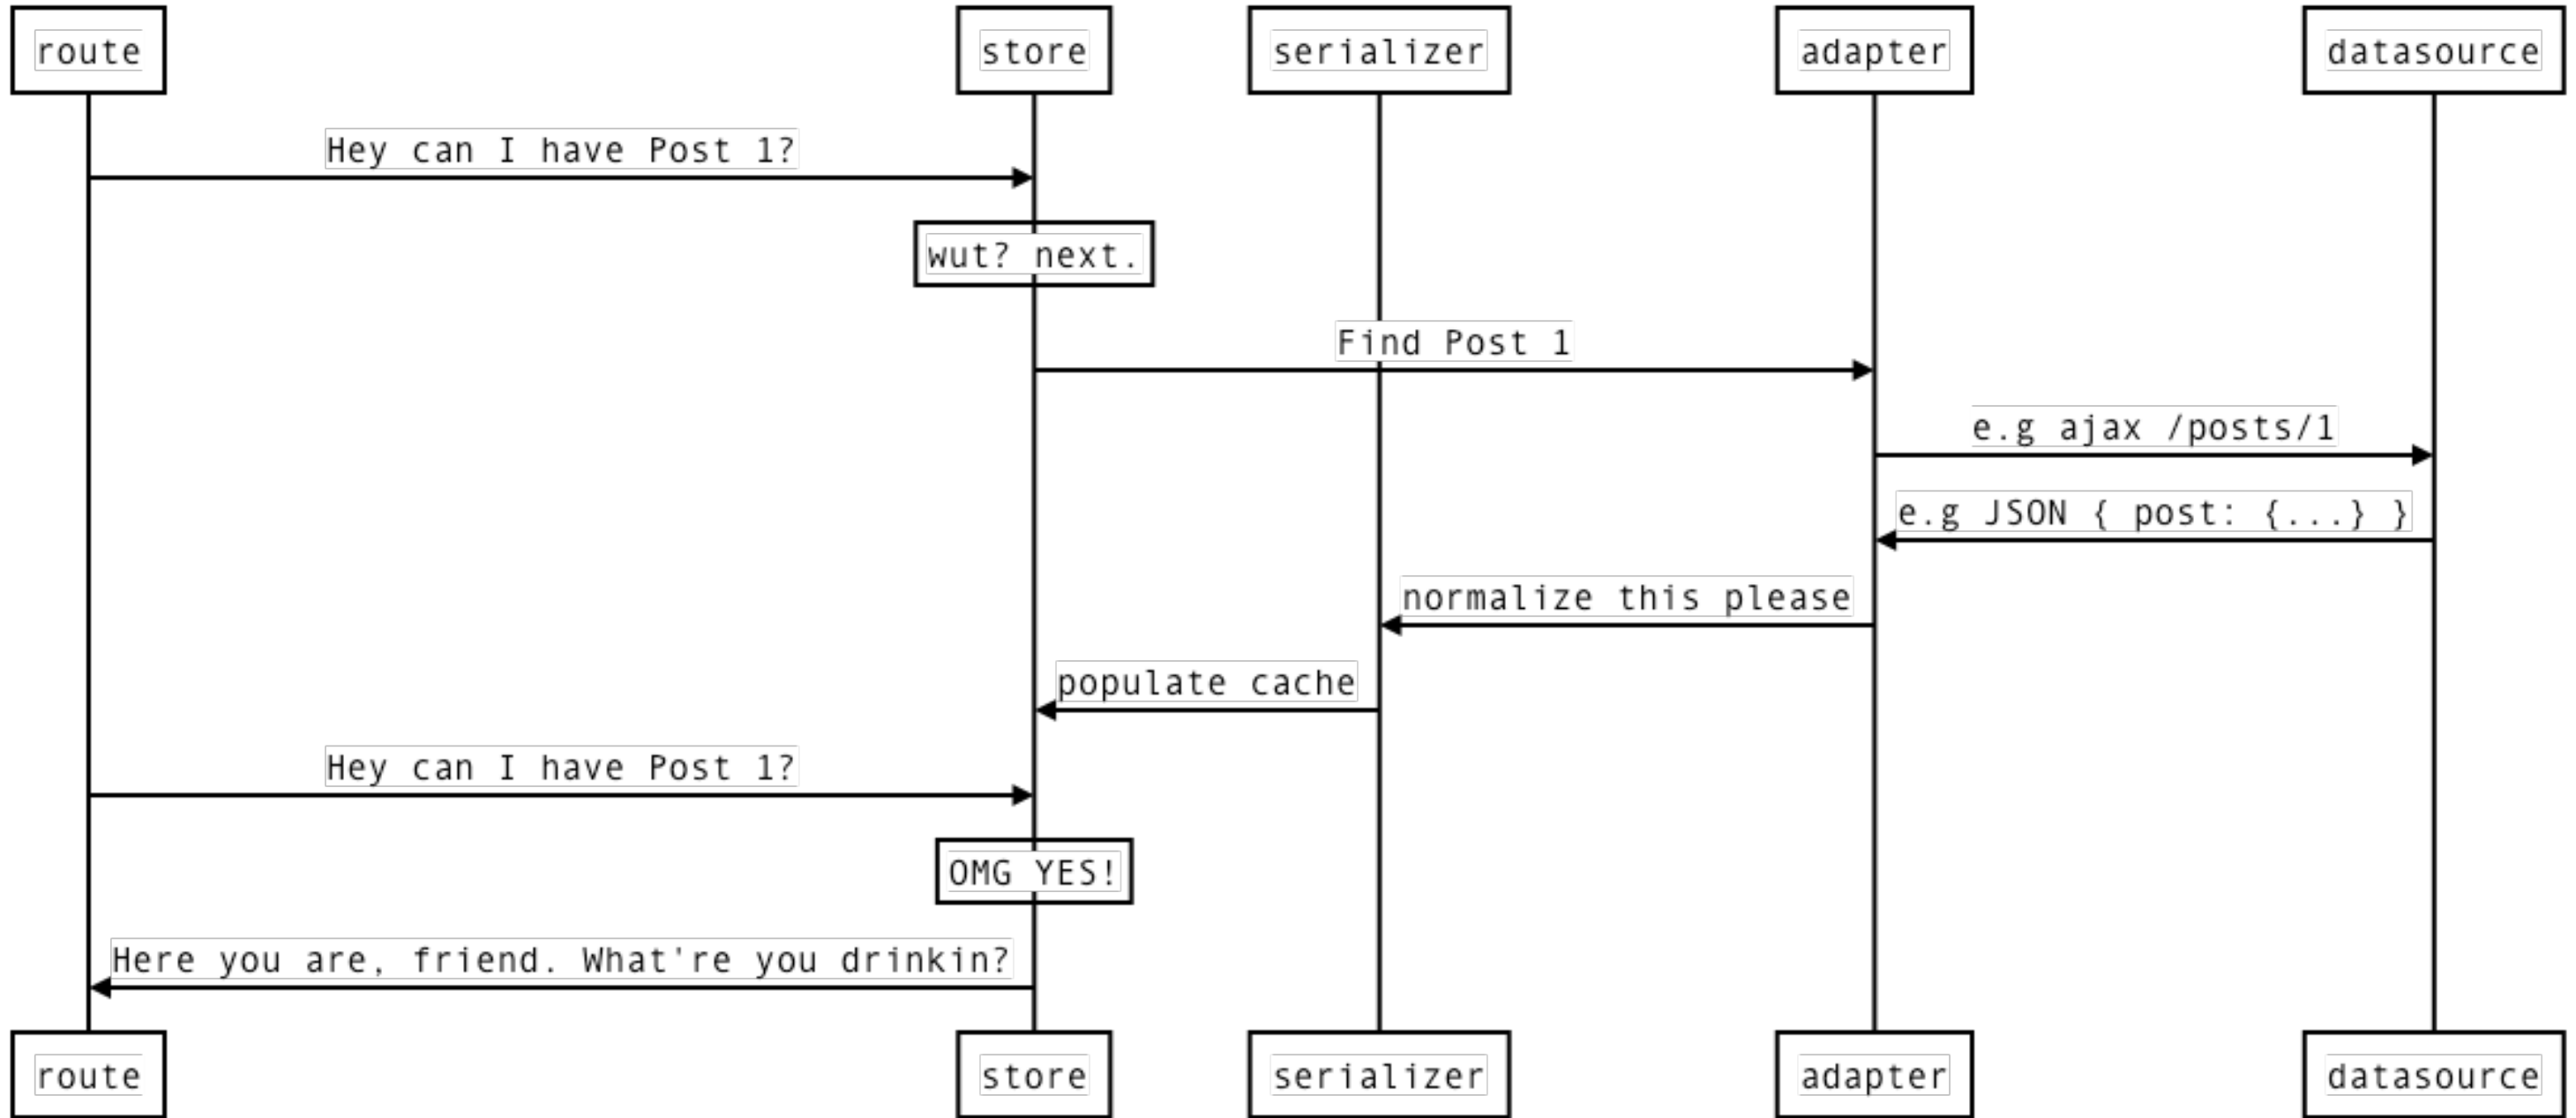 route
store
serializer
adapter
datasource
Hey can I have Post 1?
wut? next.
Find Post 1
e.g ajax /posts/1
e.g JSON { post: {...} }
normalize this please
populate cache
Hey can I have Post 1?
OMG YES!
Here you are, friend. What're you drinkin?
route
store
serializer
adapter
datasource